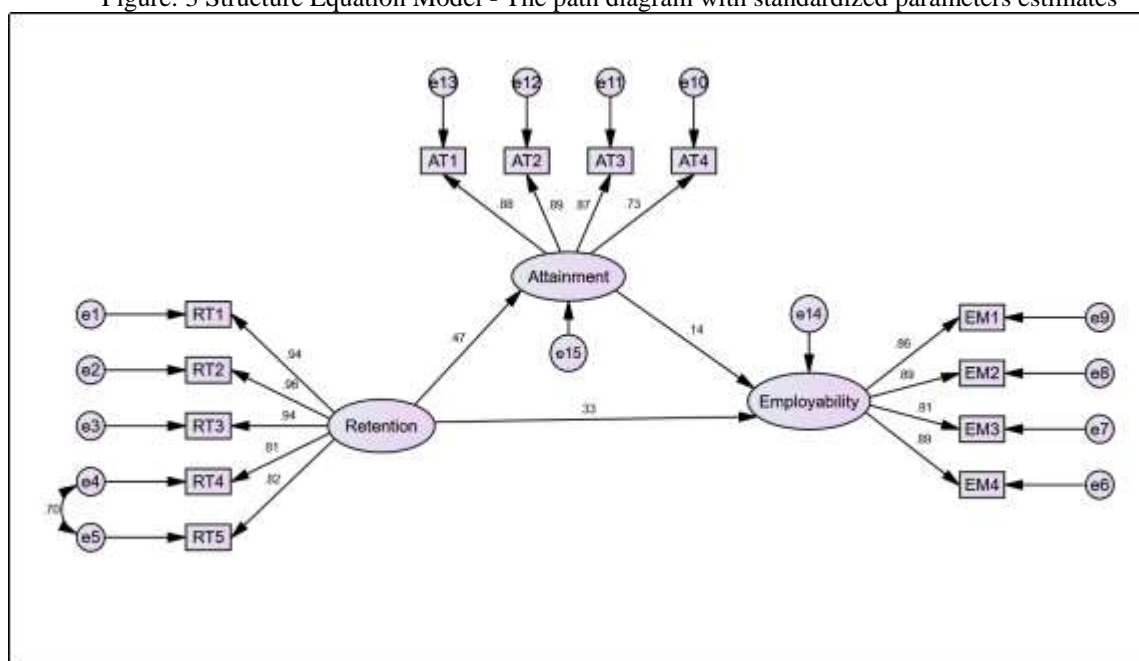 Figure: 3 Structure Equation Model - The path diagram with standardized parameters estimates
e13 e12 e11 e10
AT1 AT2 AT3 AT4
.88 .89 .87 .73
Attainment
e1 RT1
e14
EM1 e9
.47
.14
e15
.86
.94
e2 RT2
EM2 e8
.89
.96
Employability
.33
e3 RT3
.94
Retention
.81
EM3 e7
.81
.89
e4 RT4
.82
EM4 e6
.70
e5 RT5